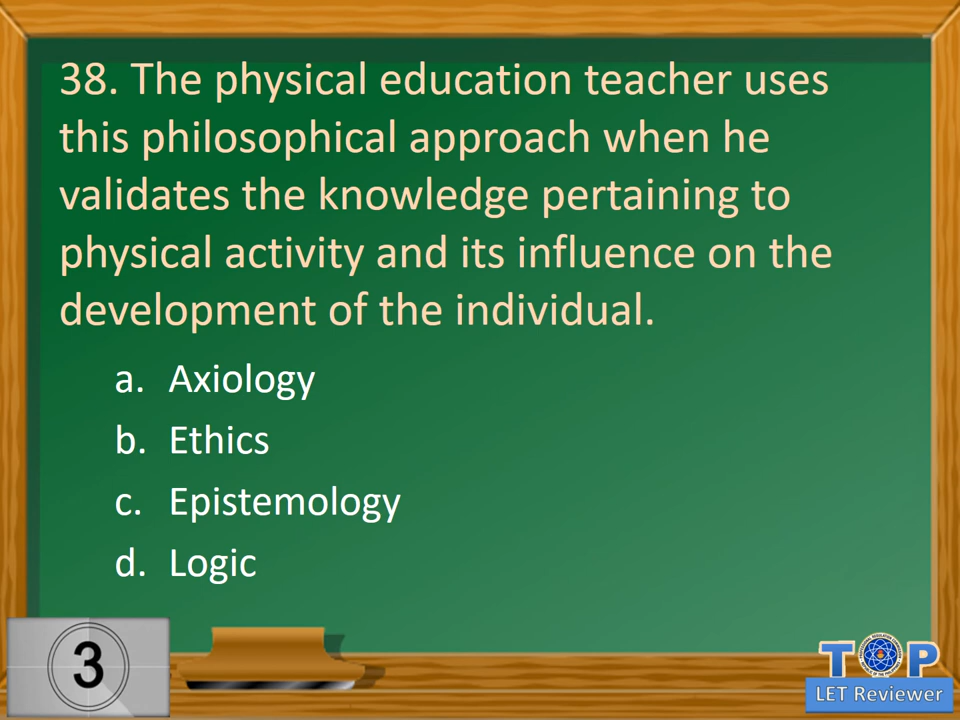 38. The physical education teacher uses
this philosophical approach when he
validates the knowledge pertaining to
physical activity and its influence on the
development of the individual.
a. Axiology
b. Ethics
c. Epistemology
d. Logic
3
TOP
LET Reviewer